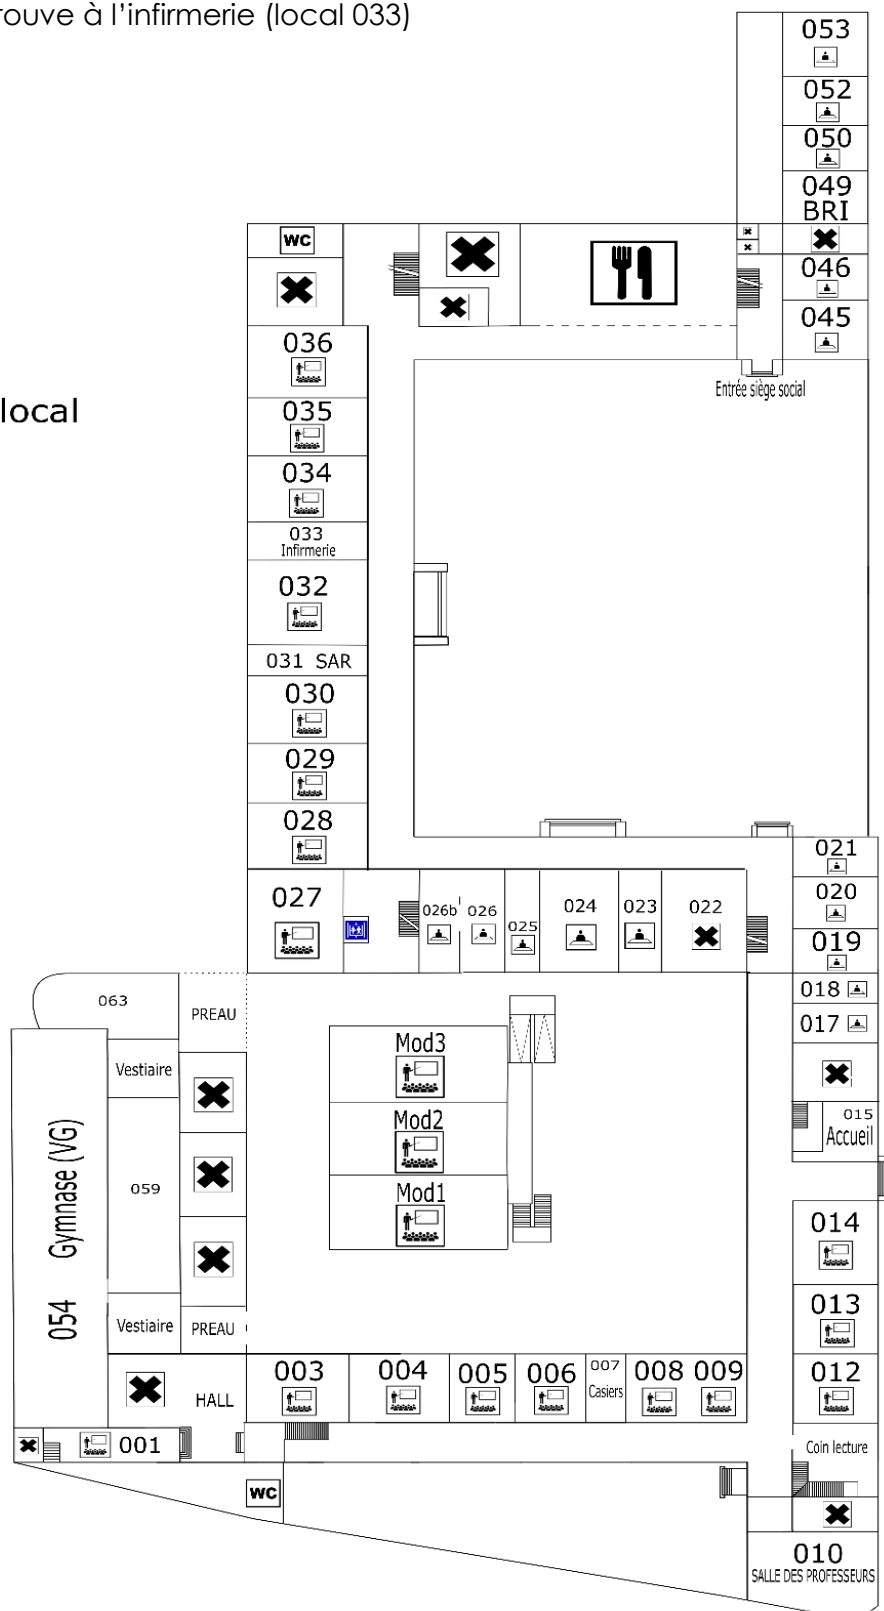 rouve à l'infirmerie (local 033)
053
052
050
049
BRI
WC
046
045
036
Entrée siège social
035
local
034
033
Infirmerie
032
031 SAR
030
029
028
021
027
026b
026
025
024
023
022
020
019
018
017
063
PREAU
Mod3
Vestiaire
Mod2
015
Accueil
054 Gymnase (VG)
059
Mod1
014
013
Vestiaire
PREAU
003
004
005
006
007
Casiers
008
009
012
HALL
001
Coin lecture
WC
010
SALLE DES PROFESSEURS